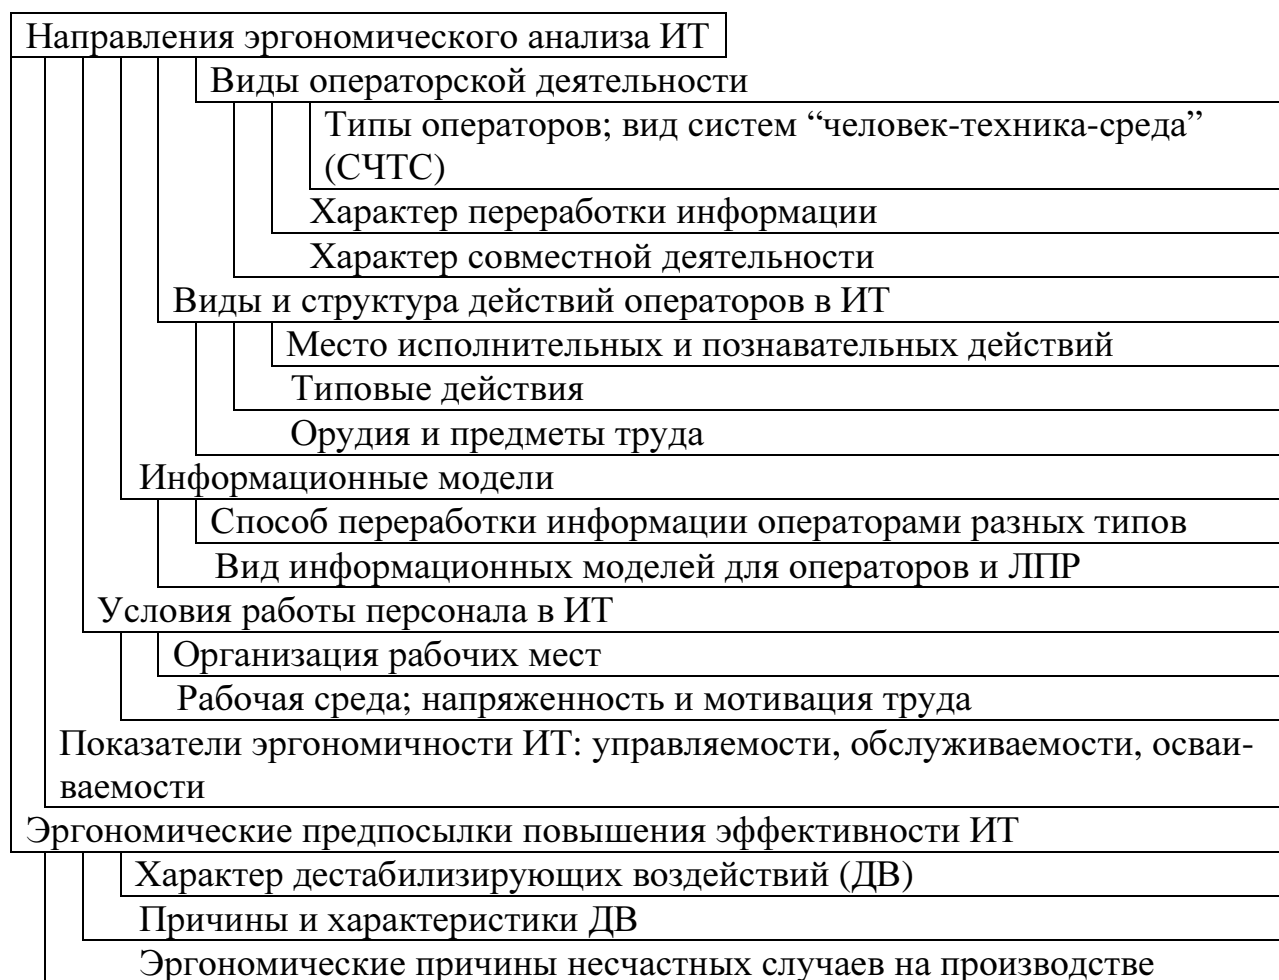 Направления эргономического анализа ИТ
Виды операторской деятельности
Типы операторов; вид систем “человек-техника-среда”
(СЧТС)
Характер переработки информации
Характер совместной деятельности
Виды и структура действий операторов в ИТ
Место исполнительных и познавательных действий
Типовые действия
Орудия и предметы труда
Информационные модели
Способ переработки информации операторами разных типов
Вид информационных моделей для операторов и ЛПР
Условия работы персонала в ИТ
Организация рабочих мест
Рабочая среда; напряженность и мотивация труда
Показатели эргономичности ИТ: управляемости, обслуживаемости, осваи-
ваемости
Эргономические предпосылки повышения эффективности ИТ
Характер дестабилизирующих воздействий (ДВ)
Причины и характеристики ДВ
Эргономические причины несчастных случаев на производстве